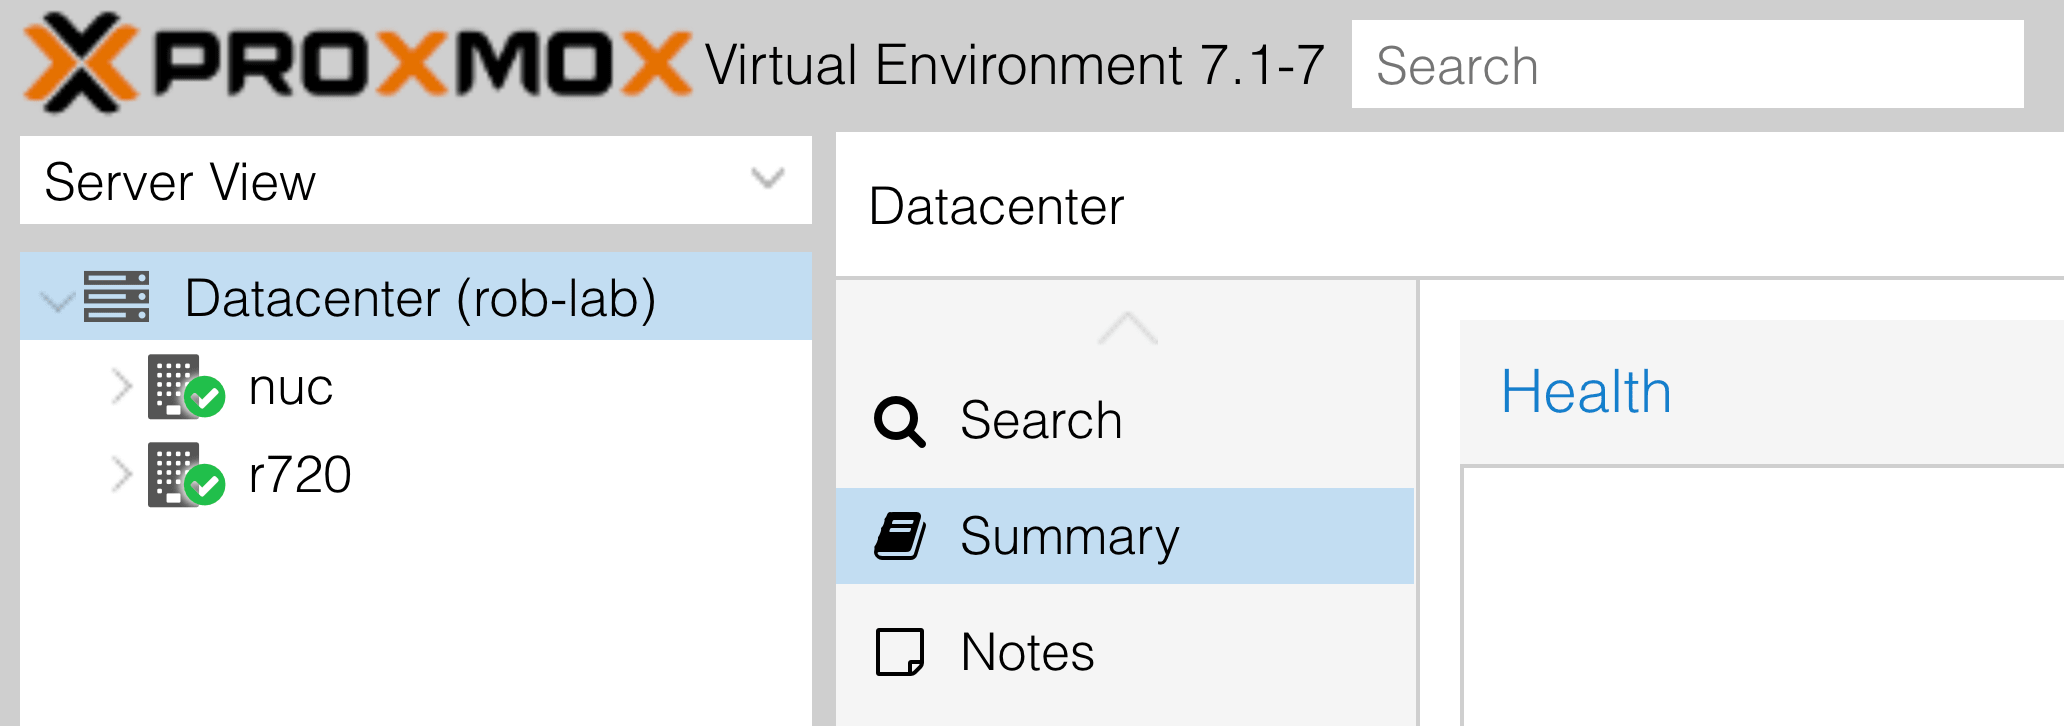 PROXMOX Virtual Environment 7.1-7 Search
Server View
Datacenter (rob-lab)
nuc
r720
Datacenter
Search
Summary
Notes
Health